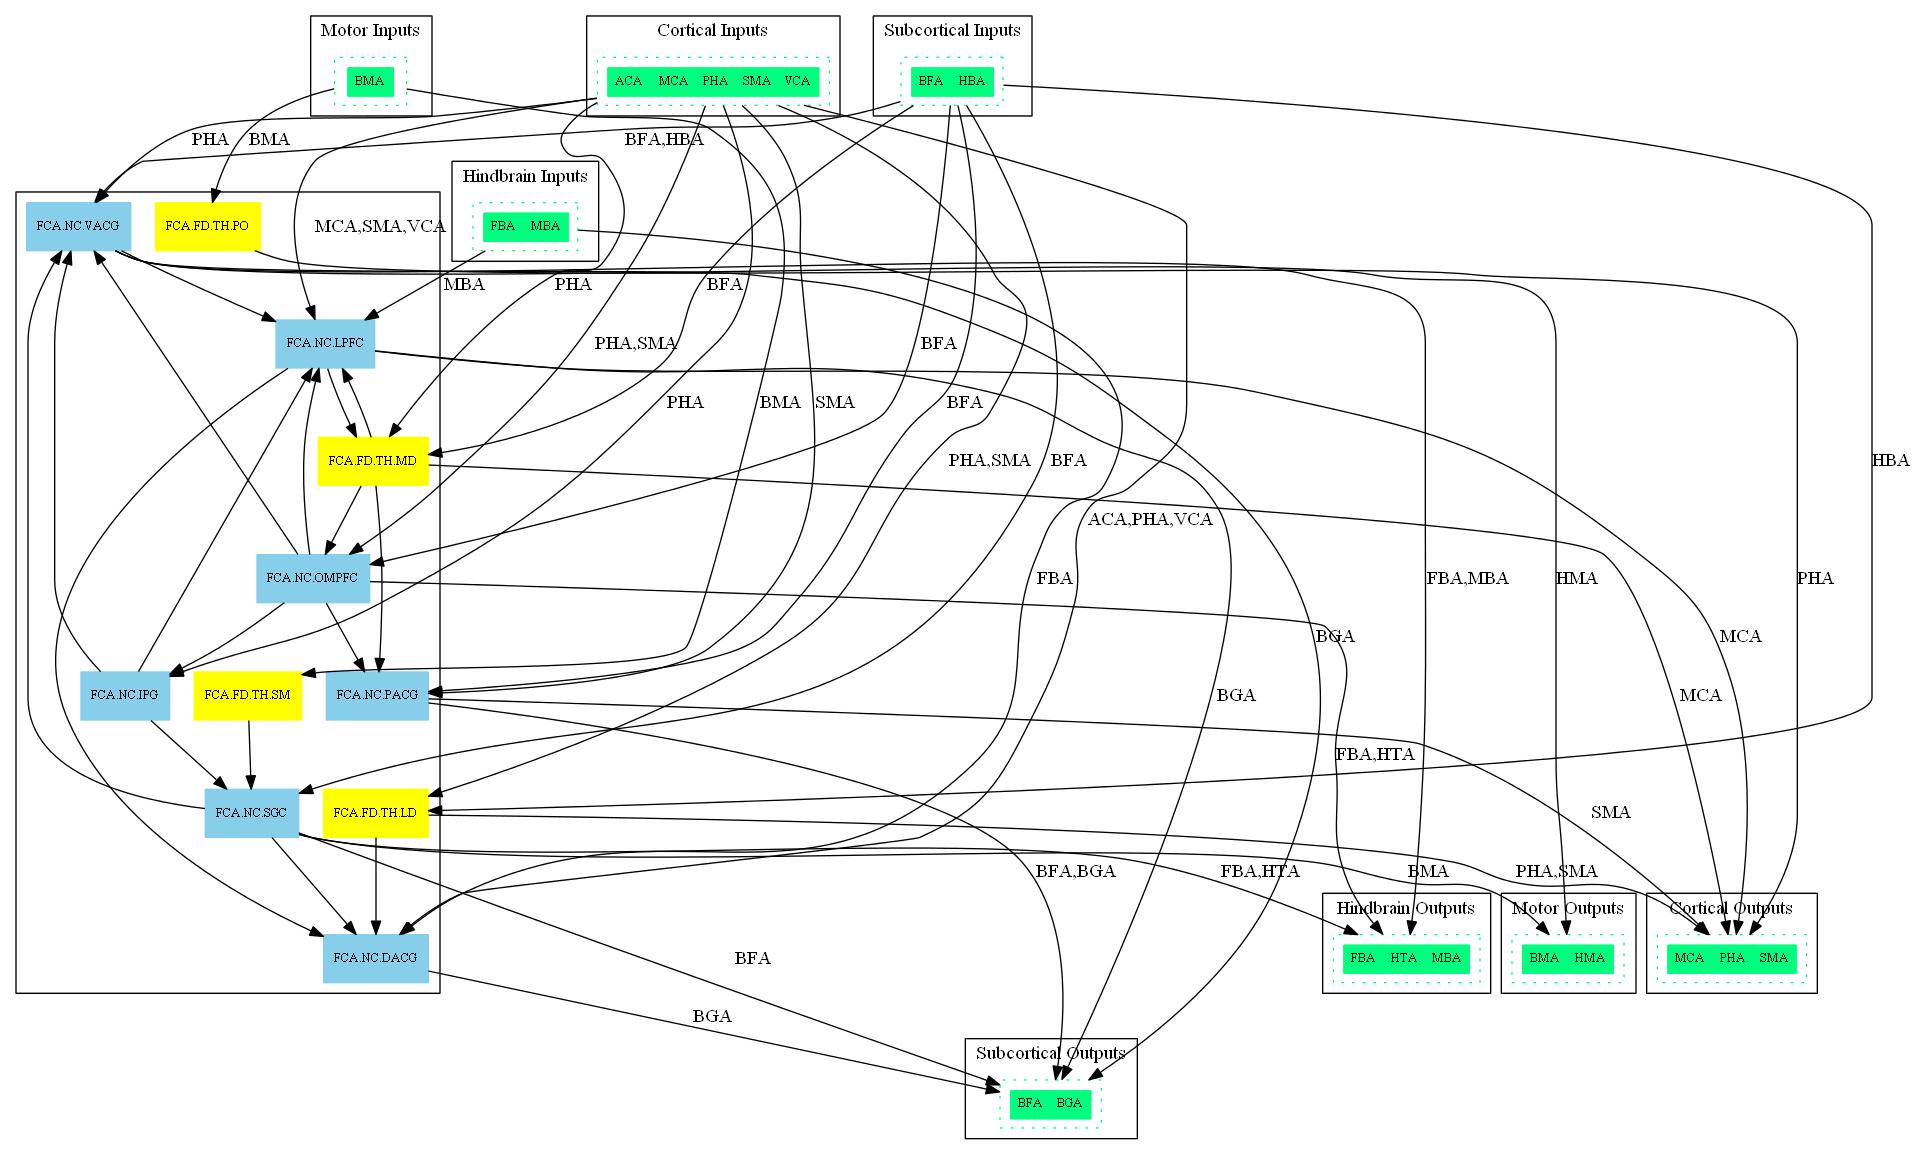 Motor Inputs
Cortical Inputs
Subcortical Inputs
BMA
ACA MCA PHA SMA VCA
BFA HBA
PHA
BMA
BFA,HBA
Hindbrain Inputs
FBA MBA
FCA.NC.VACG
FCA.FD.TH.PO
MCA,SMA,VCA
MBA
PHA
BFA
FCA.NC.LPFC
PHA,SMA
BFA
PHA
BMA
SMA
BFA
FCA.FD.TH.MD
PHA,SMA
BFA
HBA
ACA,PHA,VCA
FCA.NC.OMPFC
FBA
FBA,MBA
HMA
PHA
BGA
MCA
FCA.NC.IPG
FCA.FD.TH.SM
FCA.NC.PACG
BGA
MCA
FBA,HTA
FCA.NC.SGC
FCA.FD.TH.LD
SMA
BFA,BGA
FBA,HTA
BMA
PHA,SMA
Hindbrain Outputs
Motor Outputs
Cortical Outputs
FCA.NC.DACG
BFA
FBA HTA MBA
BMA HMA
MCA PHA SMA
BGA
Subcortical Outputs
BFA BGA